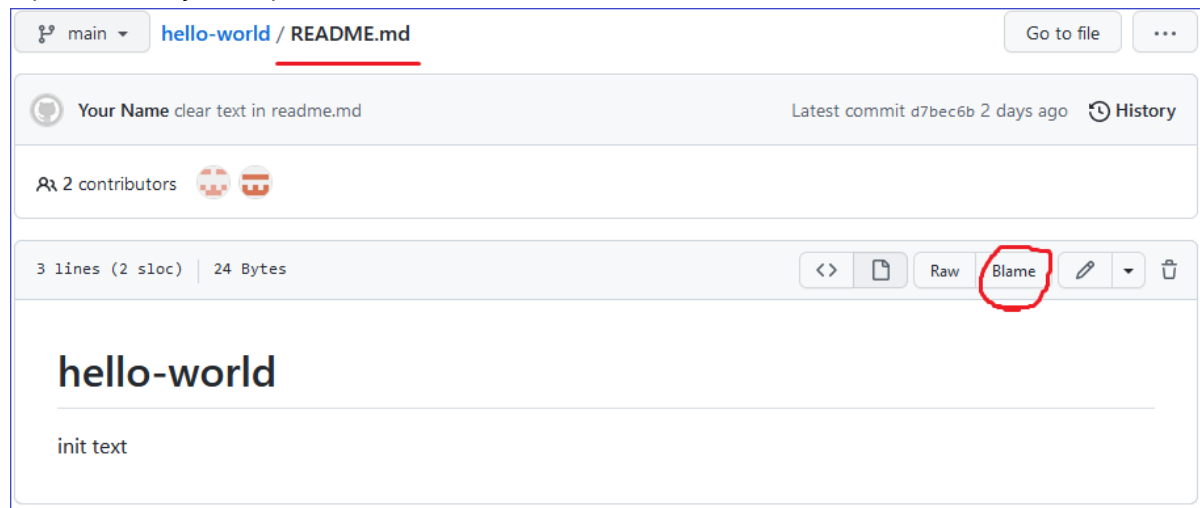 main hello-world / README.md Go to file ...
Your Name clear text in readme.md Latest commit d7bec6b 2 days ago History
2 contributors
3 lines (2 sloc) 24 Bytes <> Raw Blame
hello-world
init text